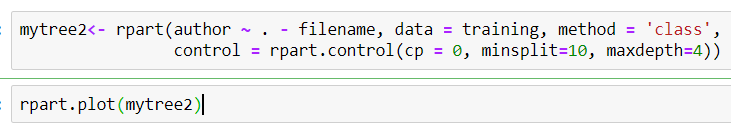 mytree2<- rpart(author ~ . - filename, data = training, method = 'class',
control = rpart.control(cp = 0, minsplit=10, maxdepth=4))
rpart.plot(mytree2)